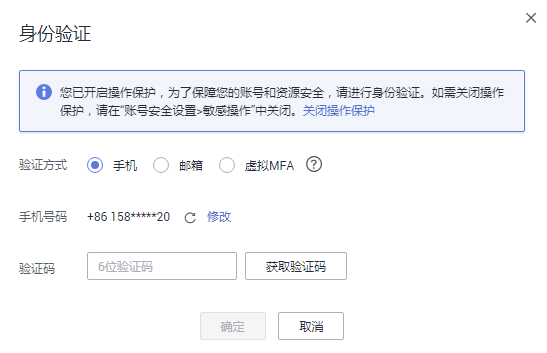 身份验证
您已开启操作保护，为了保障您的账号和资源安全，请进行身份验证。如需关闭操作
保护，请在“账号安全设置>敏感操作”中关闭。关闭操作保护
验证方式 手机 邮箱 虚拟MFA ?
手机号码 +86 158*****20 修改
验证码 6位验证码 获取验证码
确定 取消